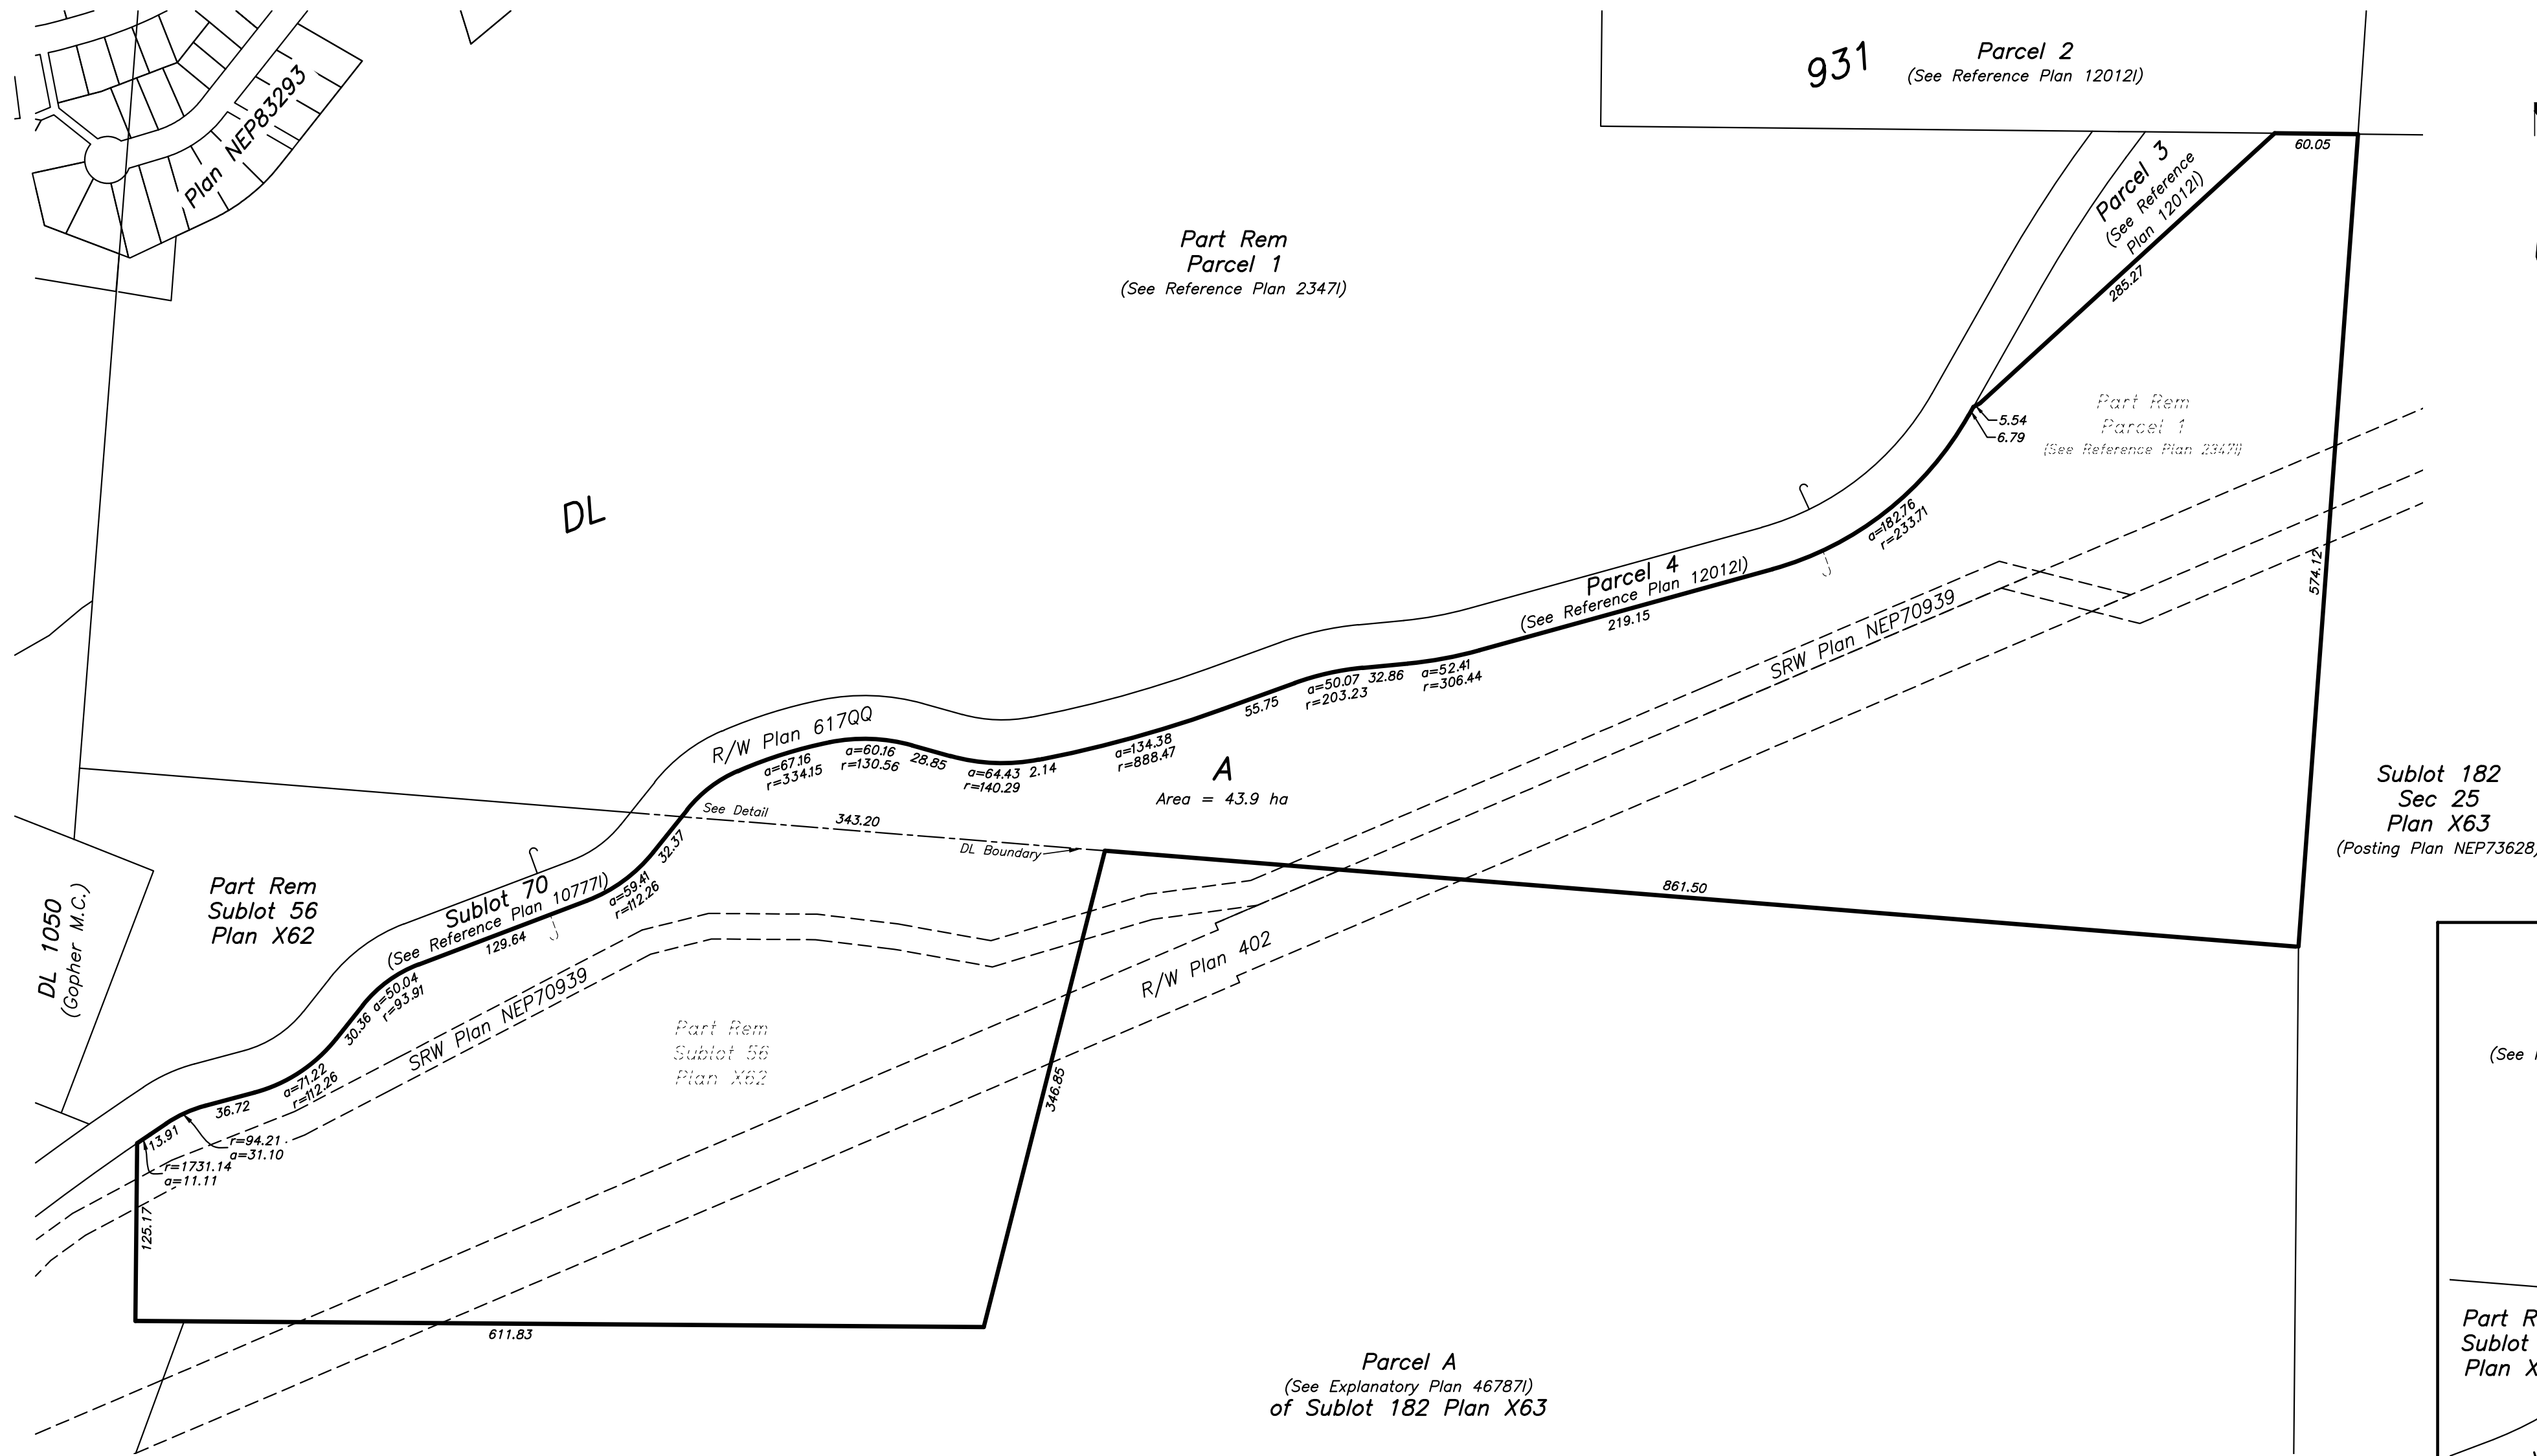 931
Parcel 2
(See Reference Plan 12012I)
Plan NEP83293
60.05
Parcel 3
(See Reference
Plan 12012I)
Part Rem
Parcel 1
(See Reference Plan 2347I)
285.27
5.54
6.79
Part Rem
Parcel 1
(See Reference Plan 2347I)
DL
a=182.76
r=233.71
574.12
Parcel 4
(See Reference Plan 12012I)
219.15
SRW Plan NEP70939
a=52.41
r=306.44
32.86
a=50.07
r=203.23
55.75
a=134.38
r=888.47
2.14
a=64.43
r=140.29
28.85
a=60.16
r=130.56
a=67.16
r=334.15
R/W Plan 617QQ
A
Area = 43.9 ha
See Detail
343.20
DL Boundary
861.50
Sublot 182
Sec 25
Plan X63
(Posting Plan NEP73628)
32.37
a=59.41
r=112.26
Sublot 70
(See Reference Plan 10777I)
129.64
Part Rem
Sublot 56
Plan X62
DL 1050
(Gopher M.C.)
a=50.04
r=93.91
30.36
SRW Plan NEP70939
R/W Plan 402
Part Rem
Sublot 56
Plan X62
a=71.22
r=112.26
36.72
346.85
13.91
r=94.21
a=31.10
r=1731.14
a=11.11
125.17
611.83
Parcel A
(See Explanatory Plan 46787I)
of Sublot 182 Plan X63
(See
Part R
Sublot
Plan X